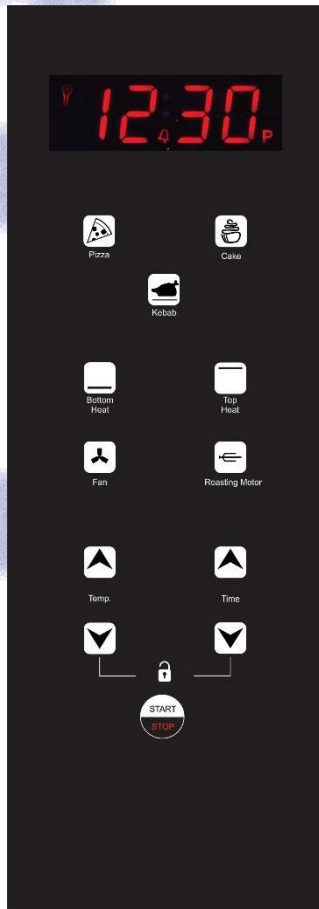 12:30 P
Pizza
Cake
Kebab
Bottom
Heat
Top
Heat
Fan
Roasting Motor
Temp.
Time
START
STOP